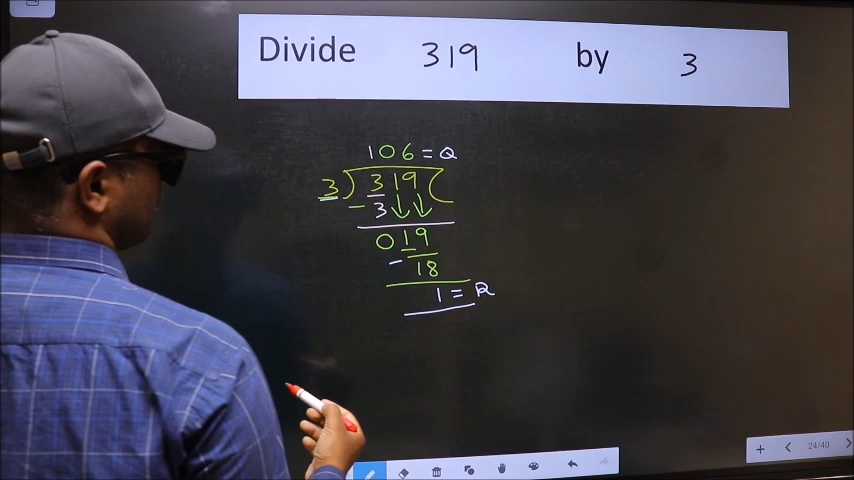 Divide 319 by 3
106 = Q
3) 319 (
- 3
019
- 18
1 = R
24/40